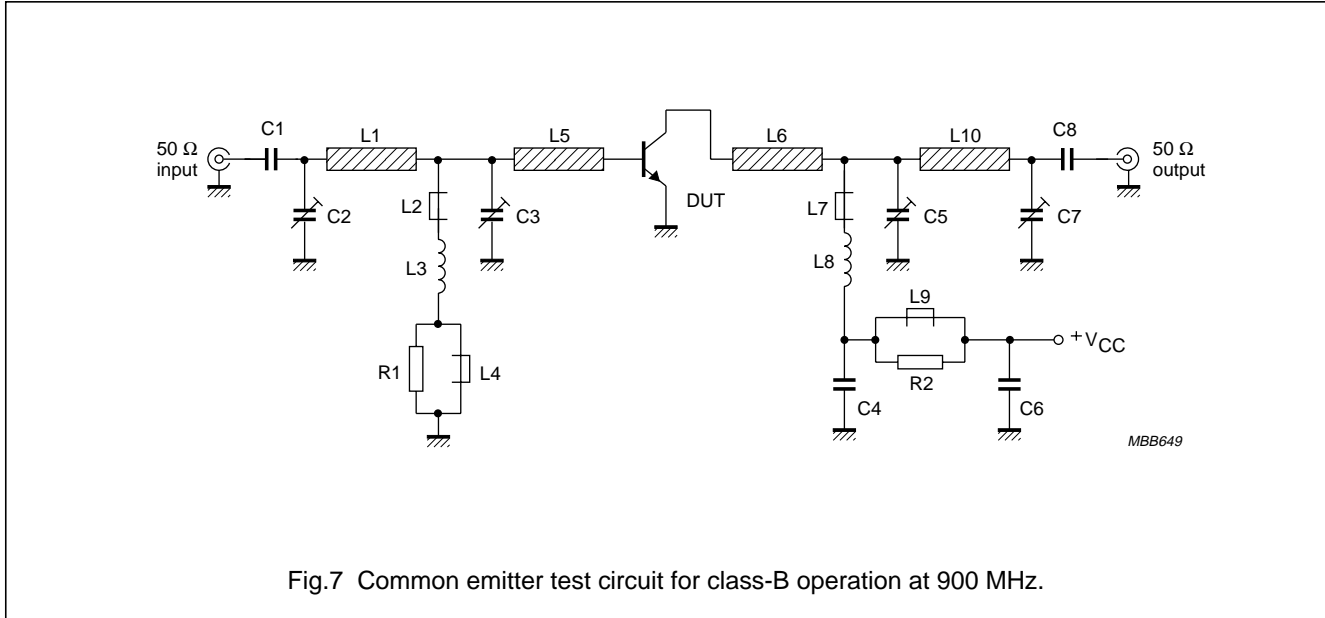 50 Ω
input
C1
L1
L5
L6
L10
C8
50 Ω
output
C2
L2
C3
DUT
L7
C5
C7
L3
L8
L9
+VCC
R1
L4
R2
C4
C6
MBB649
Fig.7 Common emitter test circuit for class-B operation at 900 MHz.